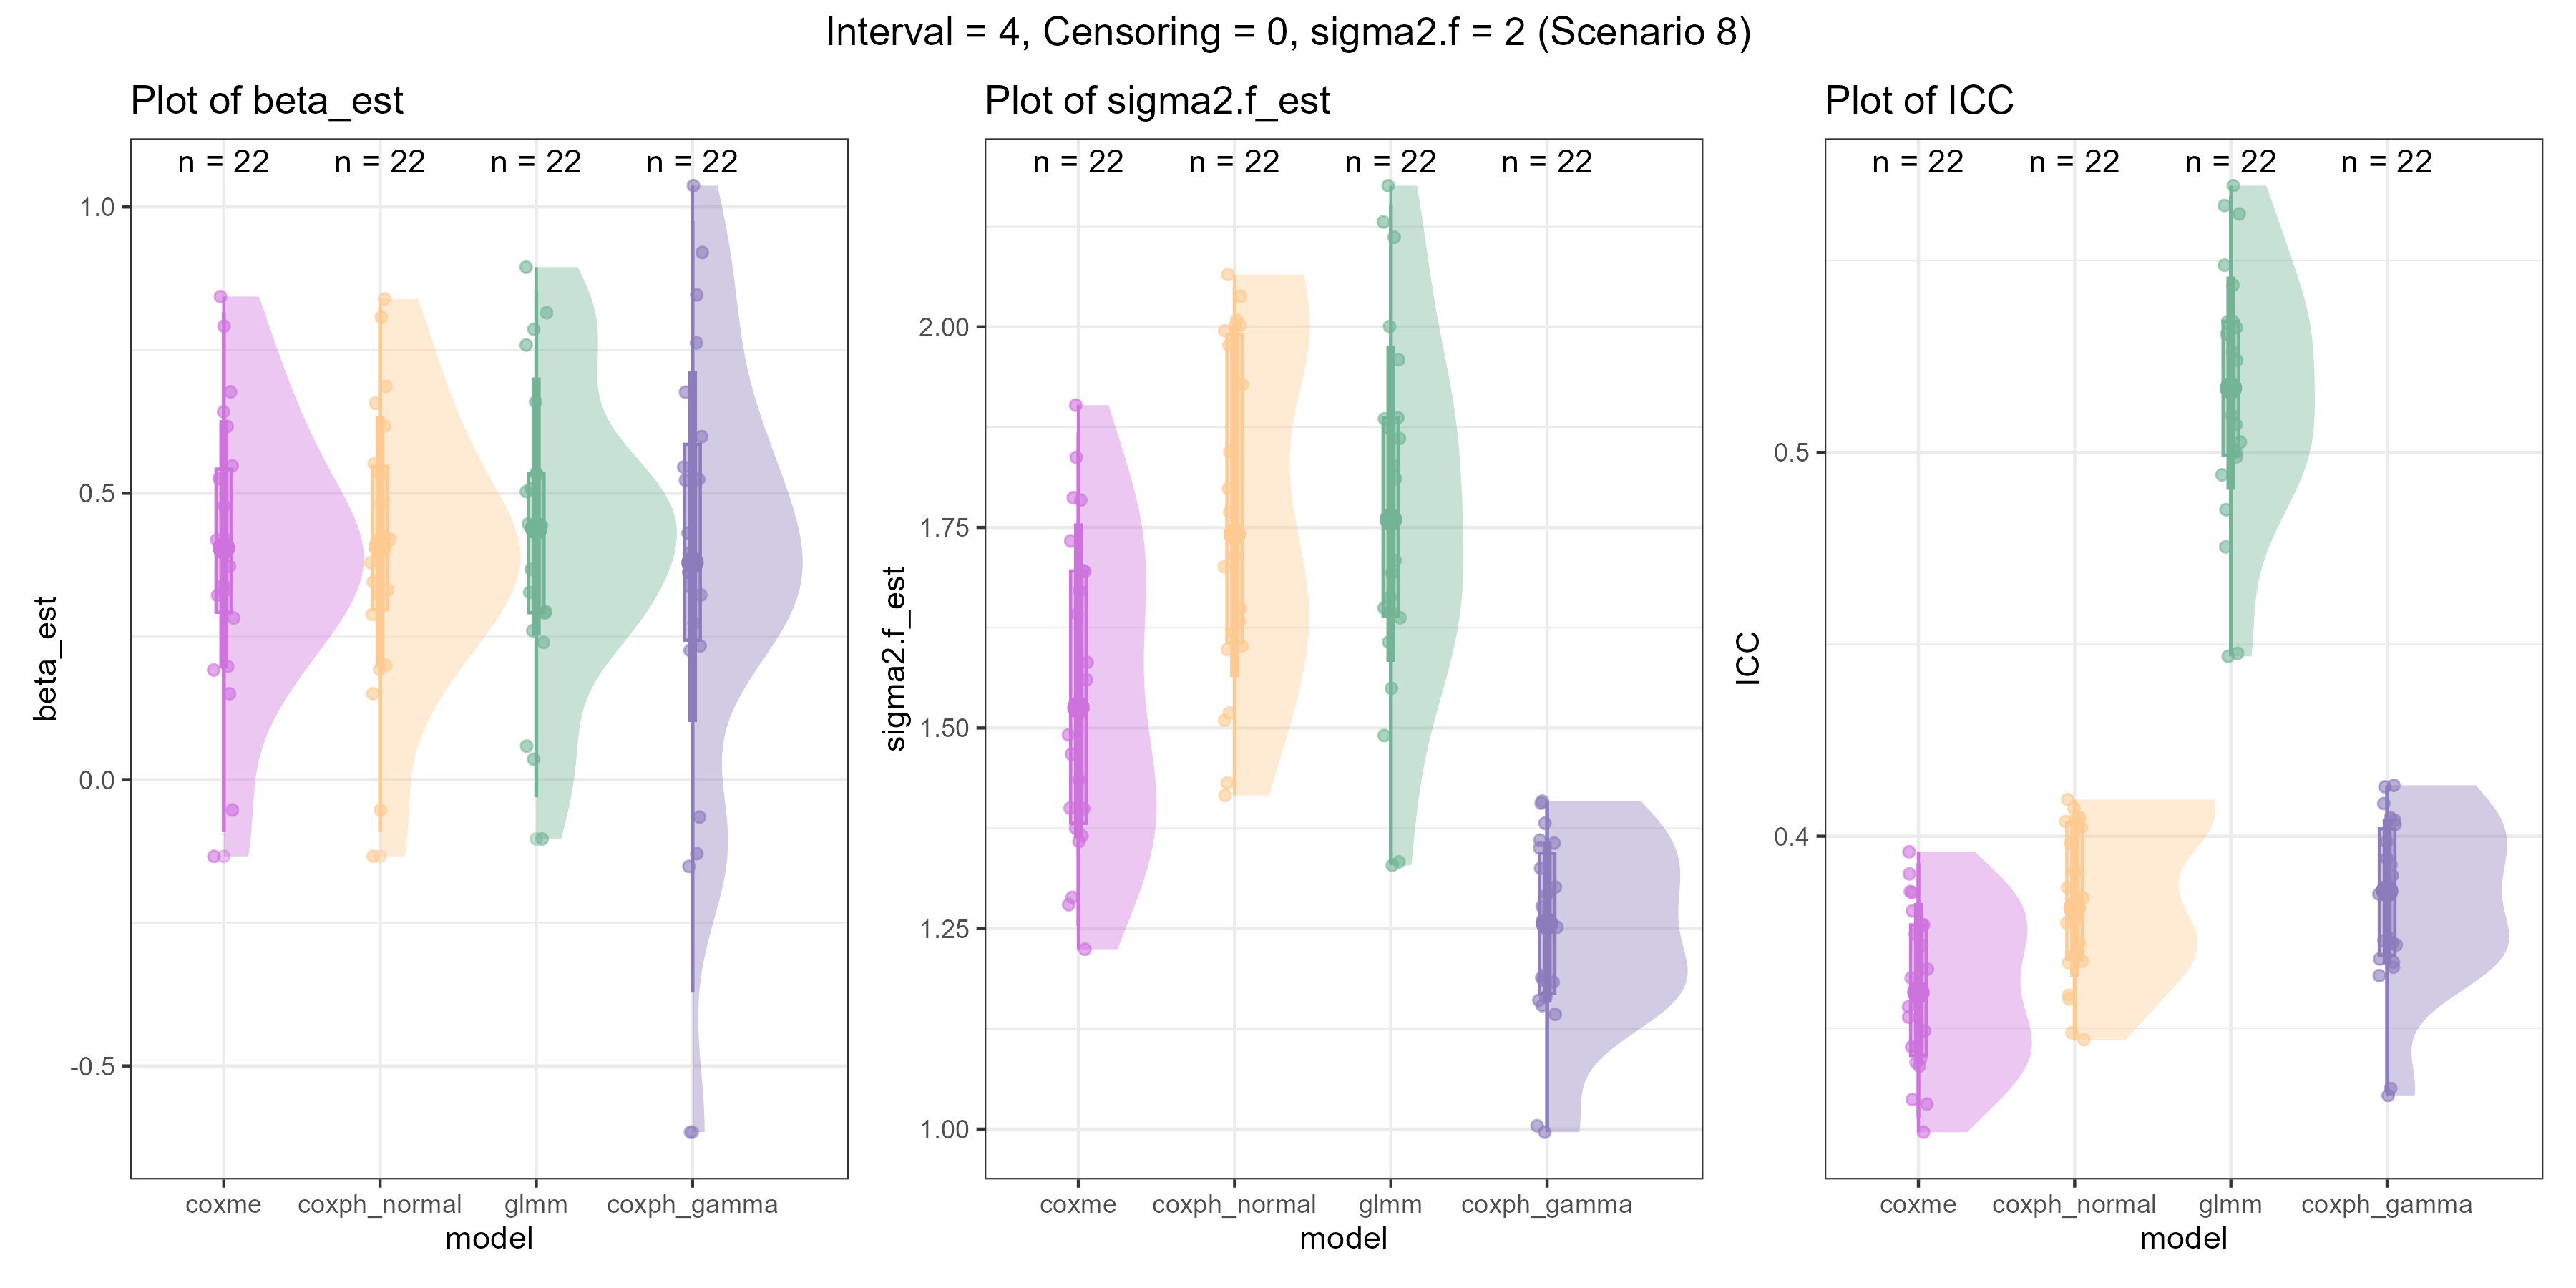 Interval = 4, Censoring = 0, sigma2.f = 2 (Scenario 8)
Plot of beta_est
n = 22 n = 22 n = 22 n = 22
1.0
0.5
0.0
-0.5
beta_est
coxme coxph_normal glmm coxph_gamma
model
Plot of sigma2.f_est
n = 22 n = 22 n = 22 n = 22
2.00
1.75
1.50
1.25
1.00
sigma2.f_est
coxme coxph_normal glmm coxph_gamma
model
Plot of ICC
n = 22 n = 22 n = 22 n = 22
0.5
0.4
ICC
coxme coxph_normal glmm coxph_gamma
model